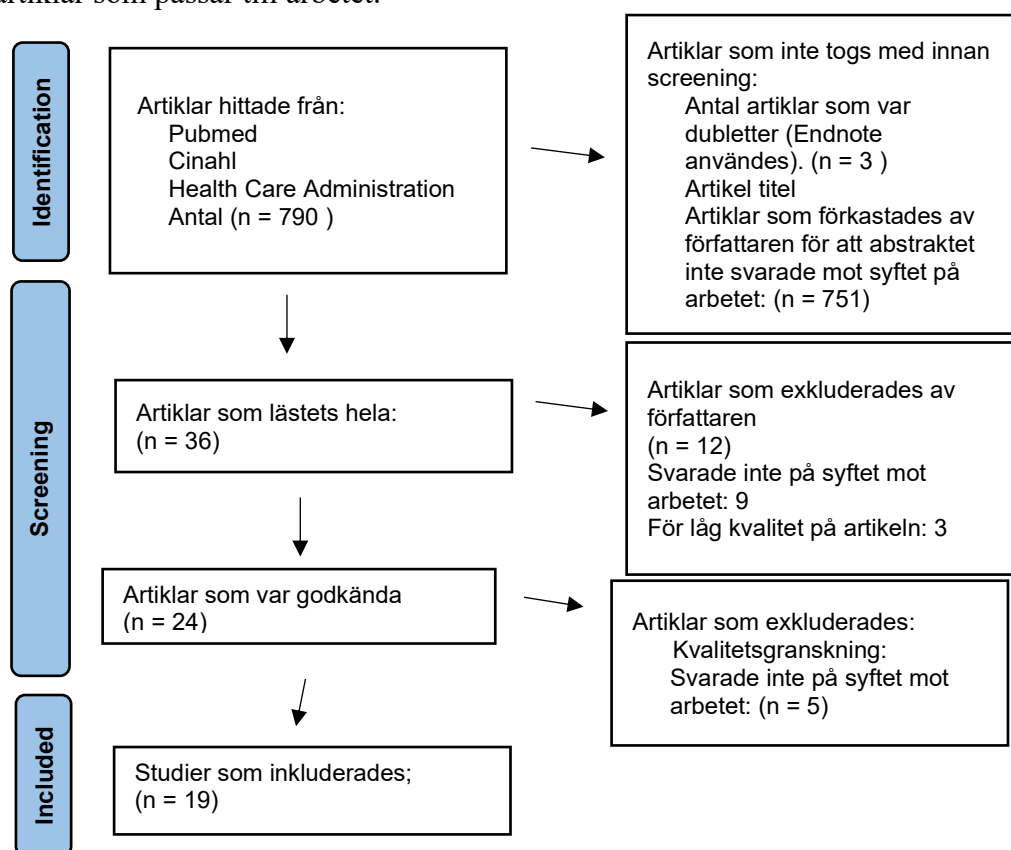 artiklar som passar till arbetet.
Identification
Artiklar hittade från:
Pubmed
Cinahl
Health Care Administration
Antal (n = 790 )
Artiklar som inte togs med innan
screening:
Antal artiklar som var
dubletter (Endnote
användes). (n = 3 )
Artikel titel
Artiklar som förkastades av
författaren för att abstraktet
inte svarade mot syftet på
arbetet: (n = 751)
Screening
Artiklar som lästets hela:
(n = 36)
Artiklar som exkluderades av
författaren
(n = 12)
Svarade inte på syftet mot
arbetet: 9
För låg kvalitet på artikeln: 3
Artiklar som var godkända
(n = 24)
Artiklar som exkluderades:
Kvalitetsgranskning:
Svarade inte på syftet mot
arbetet: (n = 5)
Included
Studier som inkluderades;
(n = 19)